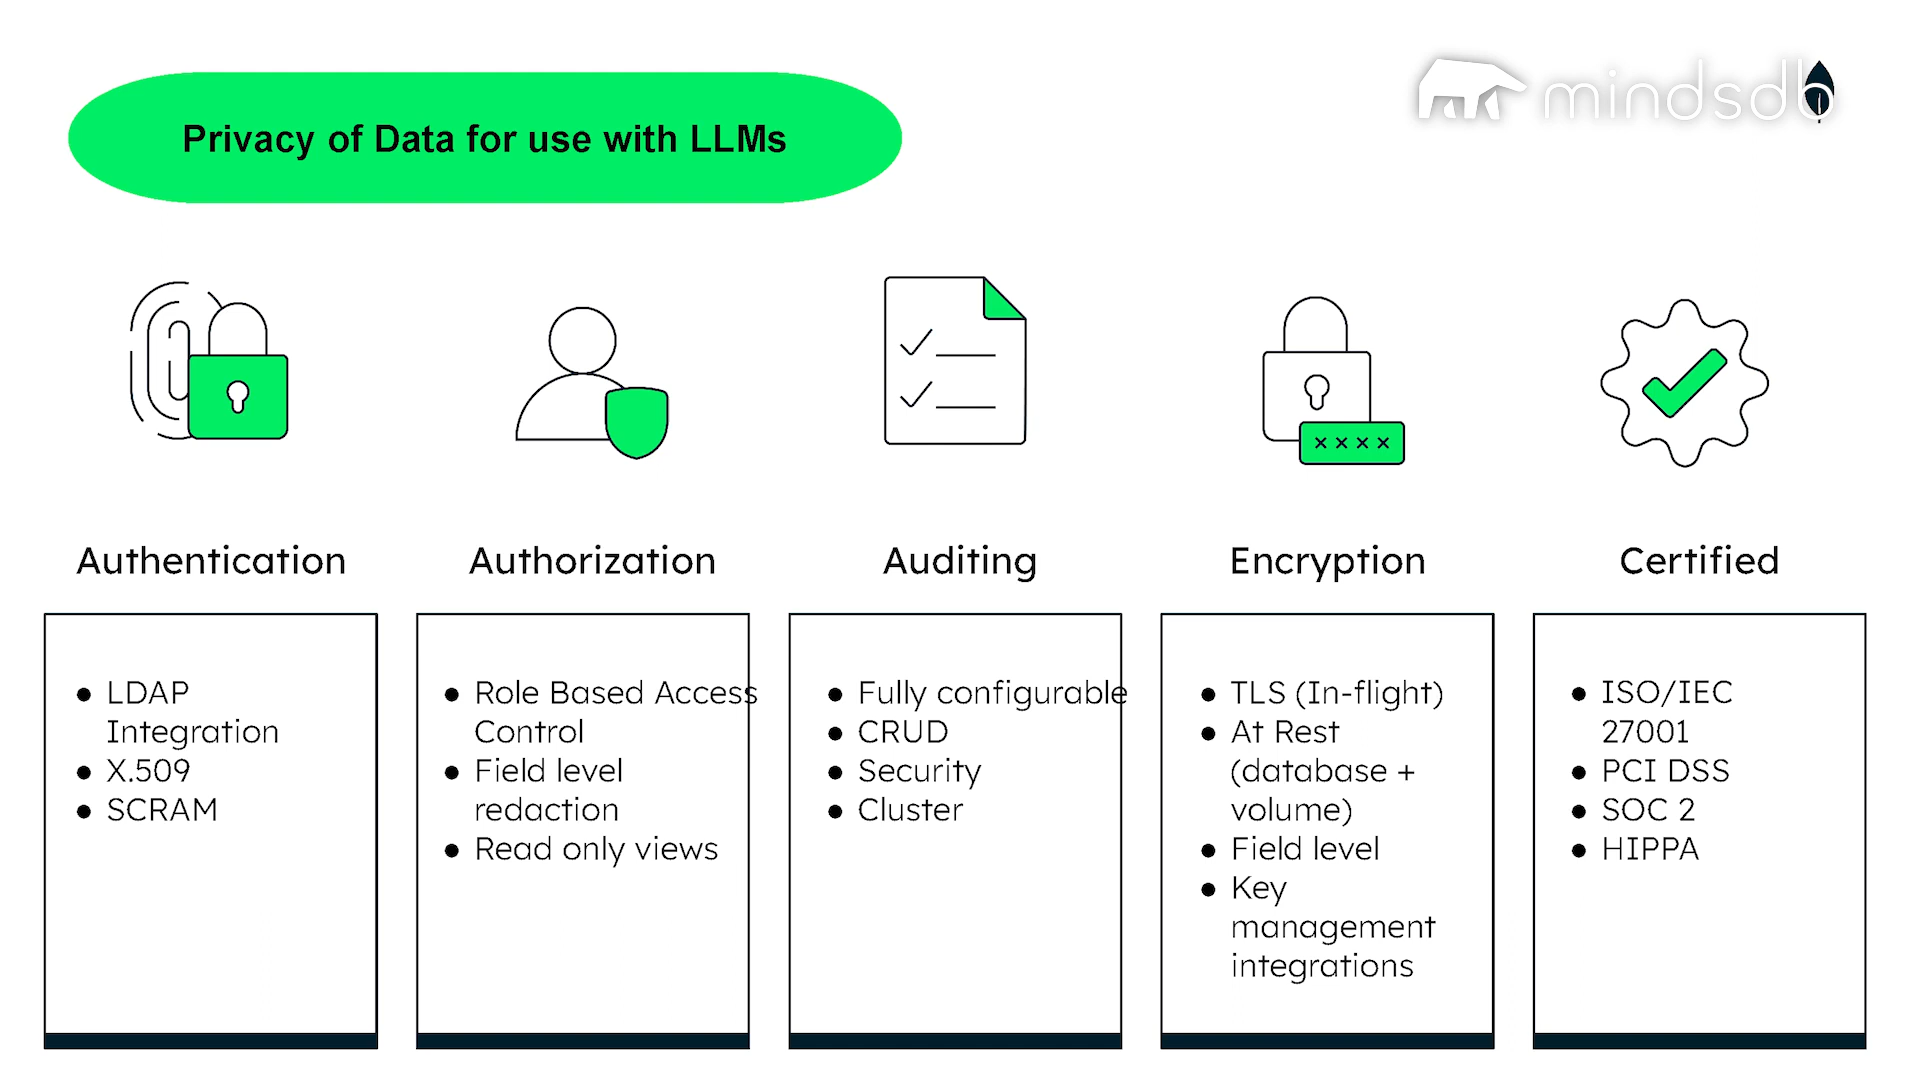 Privacy of Data for use with LLMs
mindsdb
Authentication
● LDAP
Integration
● X.509
● SCRAM
Authorization
● Role Based Access
Control
● Field level
redaction
● Read only views
Auditing
● Fully configurable
● CRUD
● Security
● Cluster
Encryption
● TLS (In-flight)
● At Rest
(database +
volume)
● Field level
● Key
management
integrations
Certified
● ISO/IEC
27001
● PCI DSS
● SOC 2
● HIPPA